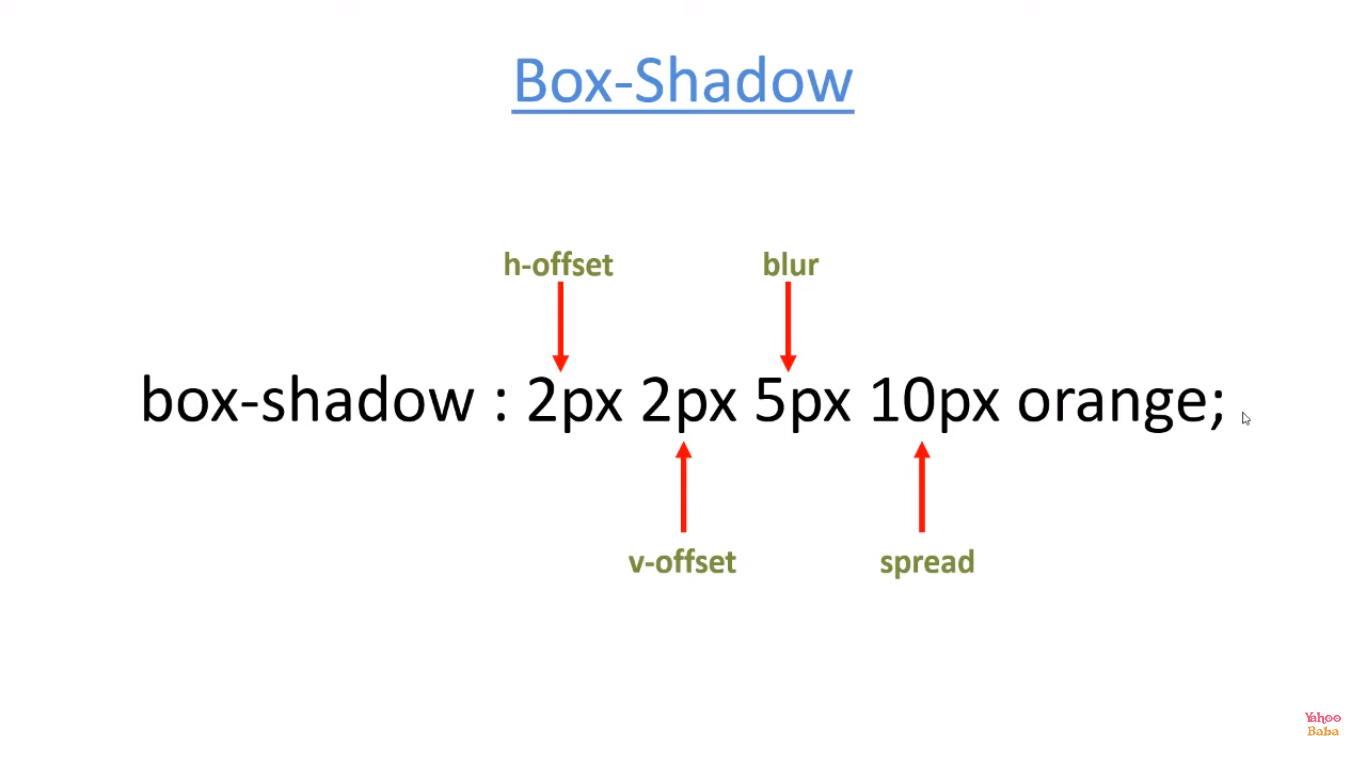 Box-Shadow
h-offset blur
box-shadow : 2px 2px 5px 10px orange;
v-offset spread
Yahoo
Baba